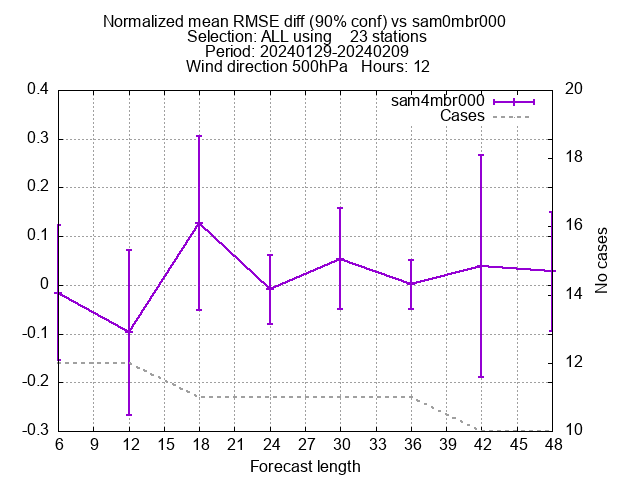 Normalized mean RMSE diff (90% conf) vs sam0mbr000
Selection: ALL using    23 stations
Period: 20240129-20240209
Wind direction 500hPa   Hours: 12
sam4mbr000
Cases
0.4
0.3
0.2
0.1
0
-0.1
-0.2
-0.3
20
18
16
14
12
10
No cases
6 9 12 15 18 21 24 27 30 33 36 39 42 45 48
Forecast length